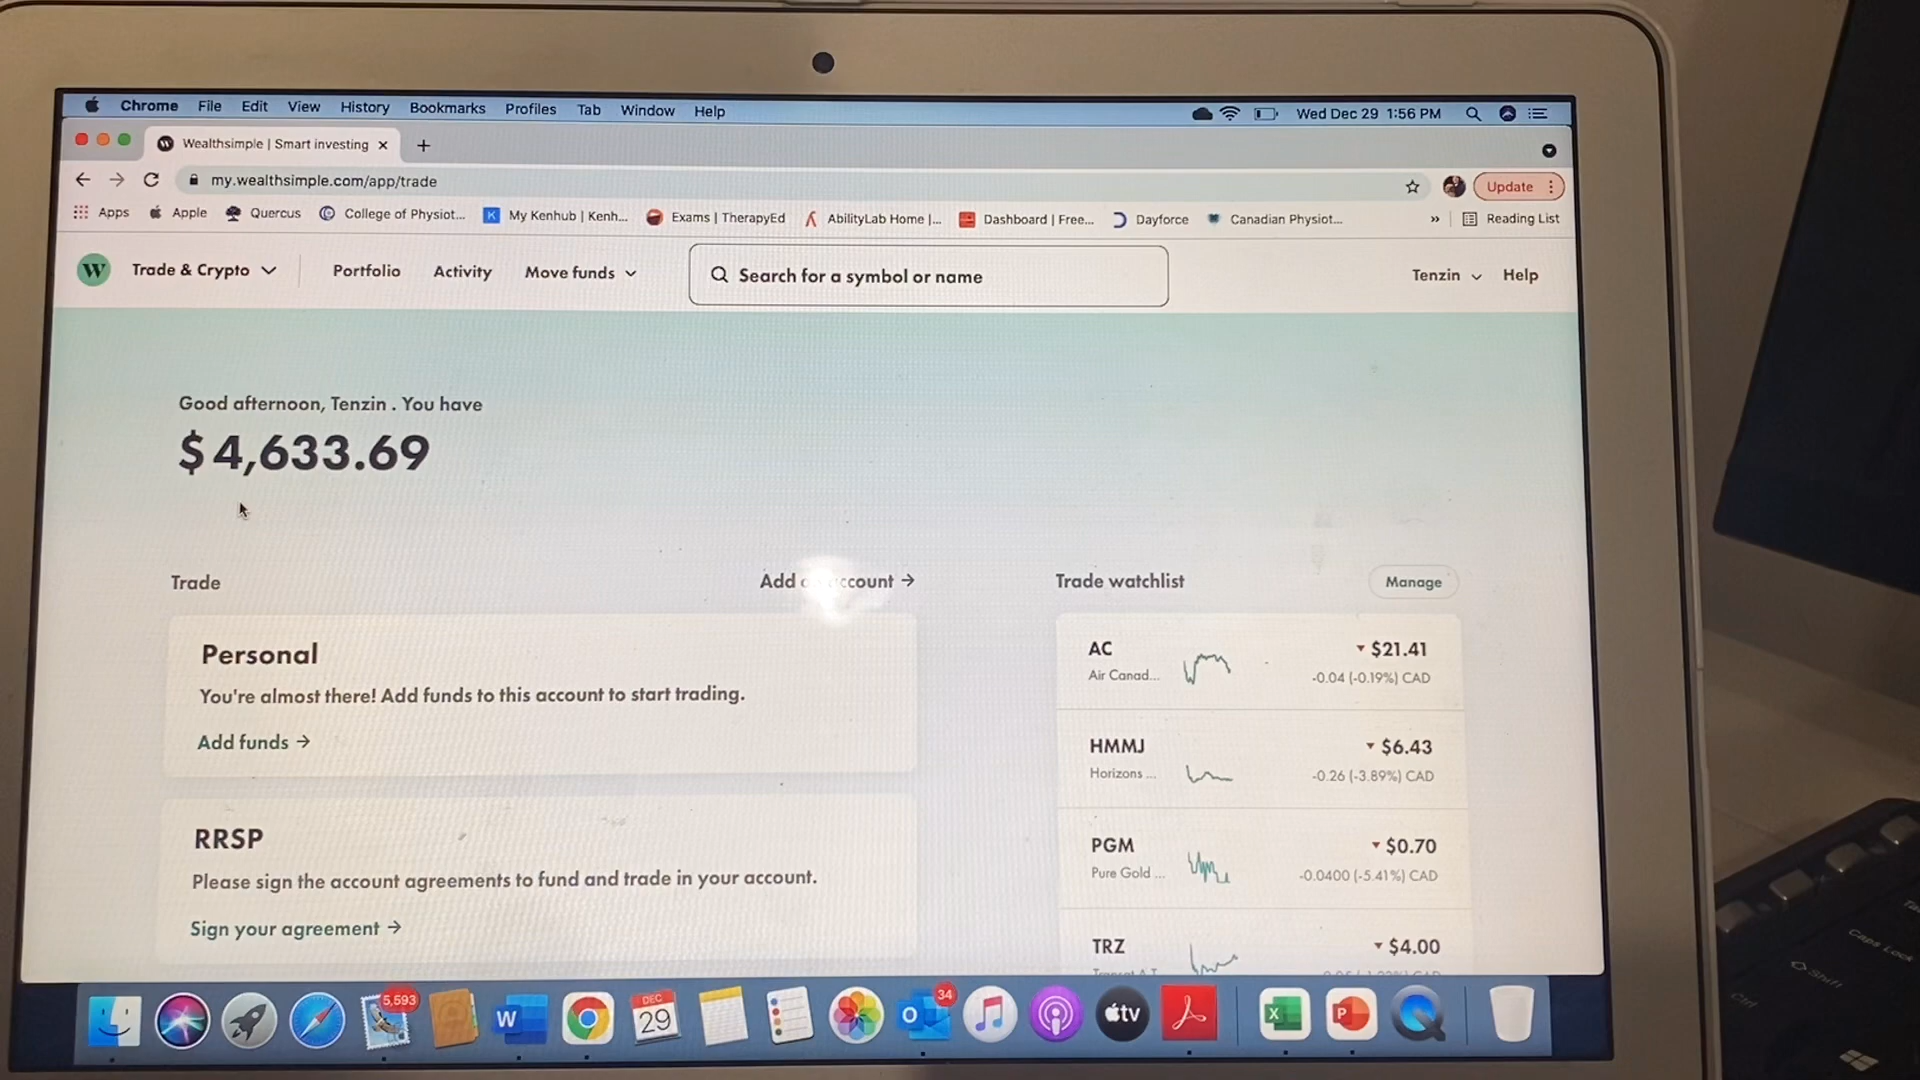 Chrome File Edit View History Bookmarks Profiles Tab Window Help Wed Dec 29 1:56 PM
Wealthsimple | Smart investing
my.wealthsimple.com/app/trade Update
Apps Apple Quercus College of Physiot... My Kenhub | Kenh... Exams | TherapyEd AbilityLab Home |... Dashboard | Free... Dayforce Canadian Physiot... » Reading List
W Trade & Crypto Portfolio Activity Move funds Search for a symbol or name Tenzin Help
Good afternoon, Tenzin . You have
$4,633.69
Trade Add account → Trade watchlist Manage
Personal
You're almost there! Add funds to this account to start trading.
Add funds →
RRSP
Please sign the account agreements to fund and trade in your account.
Sign your agreement →
AC $21.41
Air Canad... -0.04 (-0.19%) CAD
HMMJ $6.43
Horizons ... -0.26 (-3.89%) CAD
PGM $0.70
Pure Gold ... -0.0400 (-5.41%) CAD
TRZ $4.00
5,593 W DEC 29 34 O tv X P
Caps Lock
Shift
Ctrl